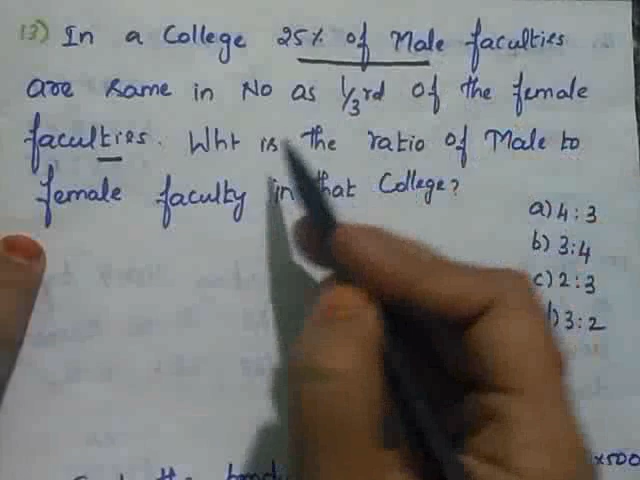 13) In a College 25% of Male faculties
are same in No as 1/3rd of the female
faculties. Wht is the ratio of Male to
female faculty in that College?
a) 4:3
b) 3:4
c) 2:3
d) 3:2
x500